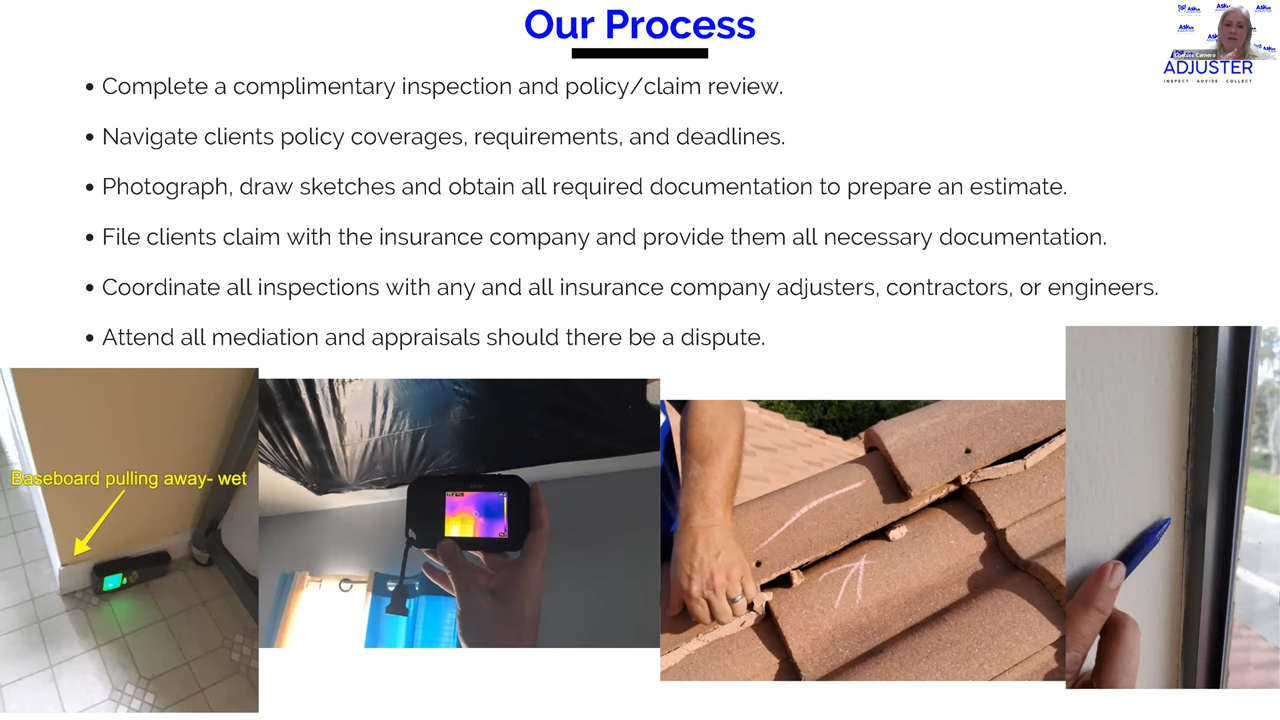 Our Process
• Complete a complimentary inspection and policy/claim review.
• Navigate clients policy coverages, requirements, and deadlines.
• Photograph, draw sketches and obtain all required documentation to prepare an estimate.
• File clients claim with the insurance company and provide them all necessary documentation.
• Coordinate all inspections with any and all insurance company adjusters, contractors, or engineers.
• Attend all mediation and appraisals should there be a dispute.
ADJUSTER
INSPECT · ADVISE · COLLECT
Baseboard pulling away- wet